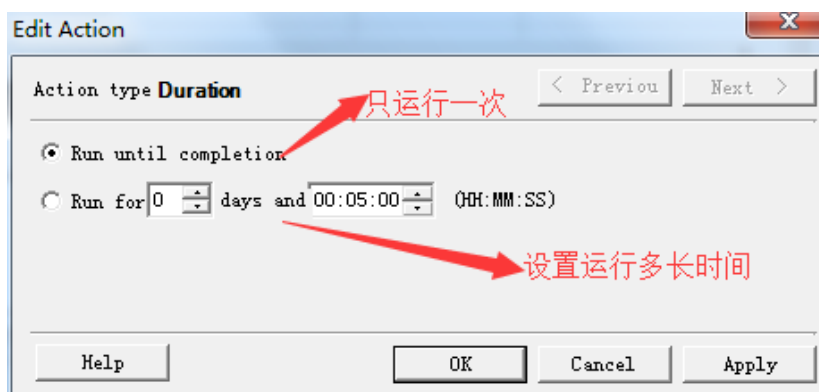 Edit Action
Action type Duration
< Previou
Next >
只运行一次
Run until completion
Run for 0 days and 00:05:00 (HH:MM:SS)
设置运行多长时间
Help
OK
Cancel
Apply